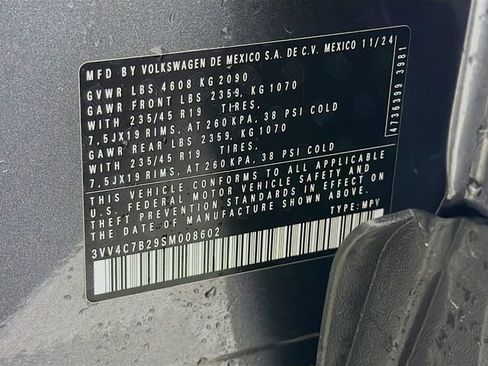 MFD BY VOLKSWAGEN DE MEXICO S.A. DE C.V. MEXICO 11/24
GVWR LBS 4608 KG 2090
GAWR FRONT LBS 2359, KG 1070
WITH 235/45 R19 TIRES,
7.5JX19 RIMS, AT 260 KPA, 38 PSI COLD
GAWR REAR LBS 2359, KG 1070
WITH 235/45 R19 TIRES,
7.5JX19 RIMS, AT 260 KPA, 38 PSI COLD
THIS VEHICLE CONFORMS TO ALL APPLICABLE
U.S. FEDERAL MOTOR VEHICLE SAFETY AND
THEFT PREVENTION STANDARDS IN EFFECT ON
THE DATE OF MANUFACTURE SHOWN ABOVE
3VV4C7B29SM008602 TYPE: MPV
4736399 3981